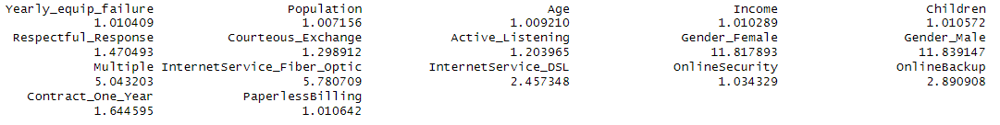 Yearly_equip_failure Population Age Income Children
1.010409 1.007156 1.009210 1.010289 1.010572
Respectful_Response Courteous_Exchange Active_Listening Gender_Female Gender_Male
1.470493 1.298912 1.203965 11.817893 11.839147
Multiple InternetService_Fiber_Optic InternetService_DSL OnlineSecurity OnlineBackup
5.043203 5.780709 2.457348 1.034329 2.890908
Contract_One_Year PaperlessBilling
1.644595 1.010642